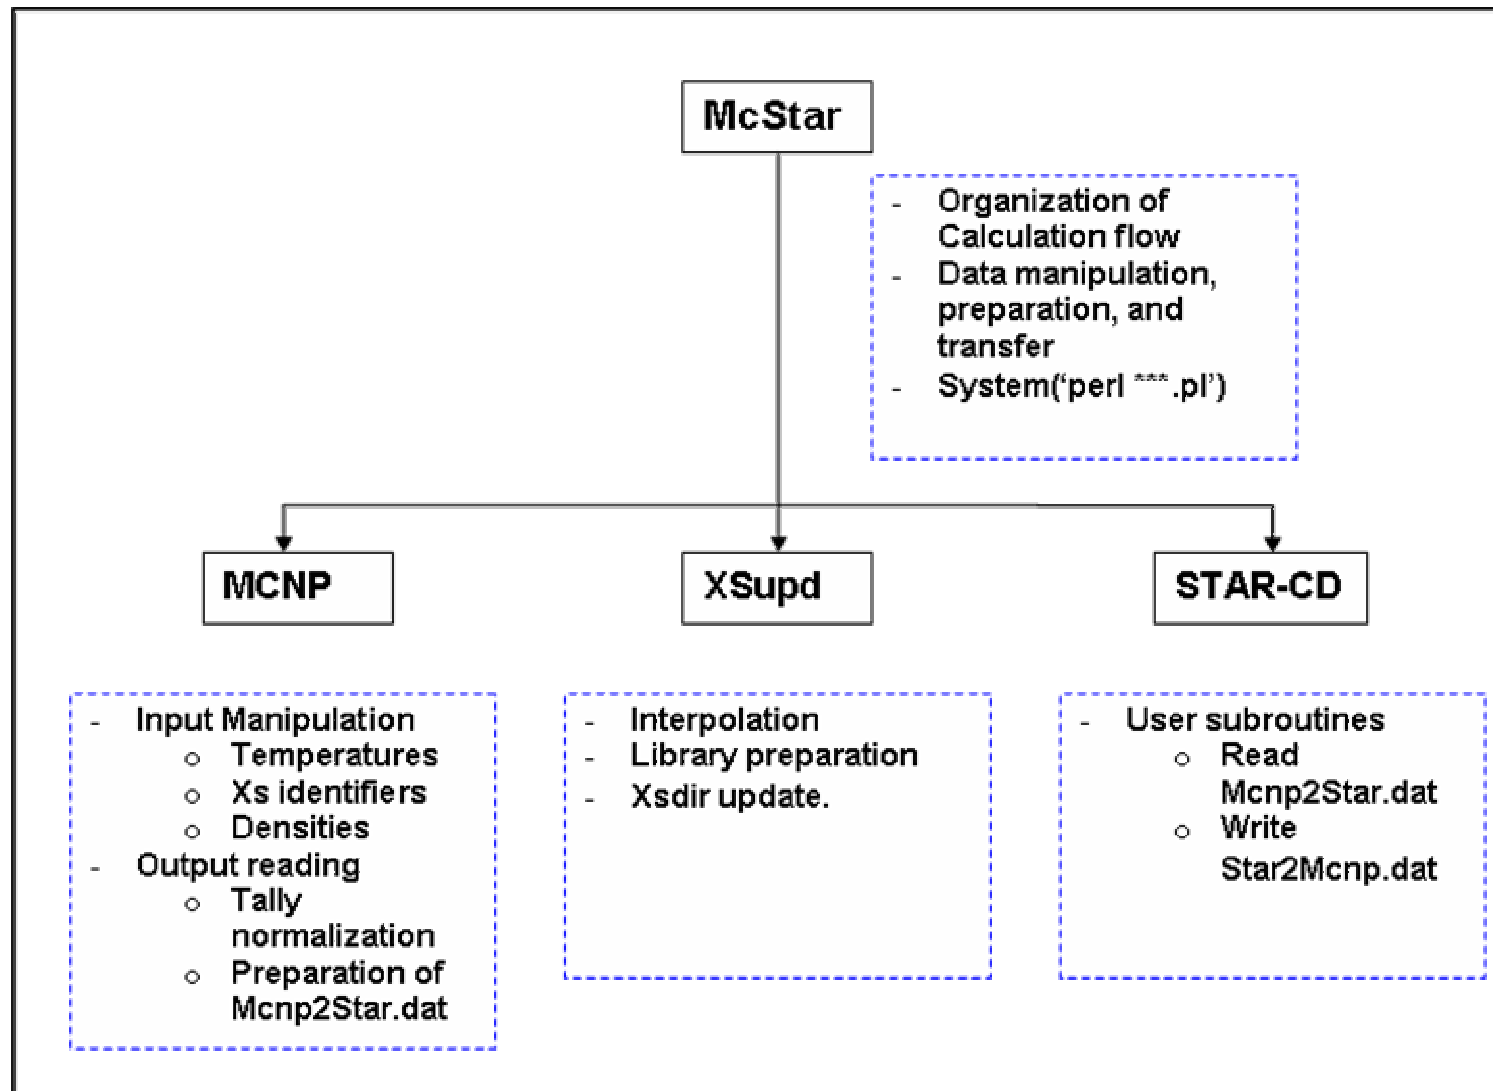 McStar
- Organization of
Calculation flow
- Data manipulation,
preparation, and
transfer
- System(‘perl ***.pl’)
MCNP
XSupd
STAR-CD
- Input Manipulation
o Temperatures
o Xs identifiers
o Densities
- Output reading
o Tally
normalization
o Preparation of
Mcnp2Star.dat
- Interpolation
- Library preparation
- Xsdir update.
- User subroutines
o Read
Mcnp2Star.dat
o Write
Star2Mcnp.dat